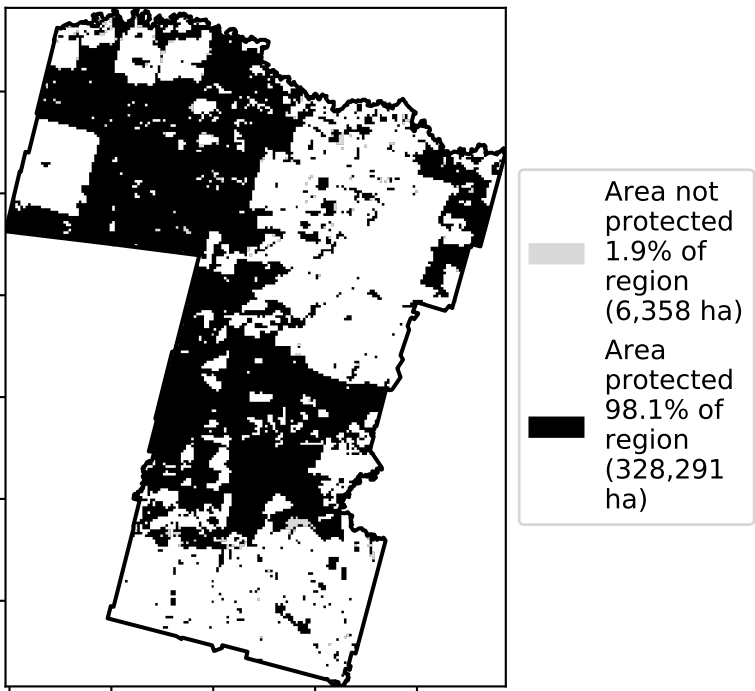 Area not
protected
1.9% of
region
(6,358 ha)
Area
protected
98.1% of
region
(328,291
ha)